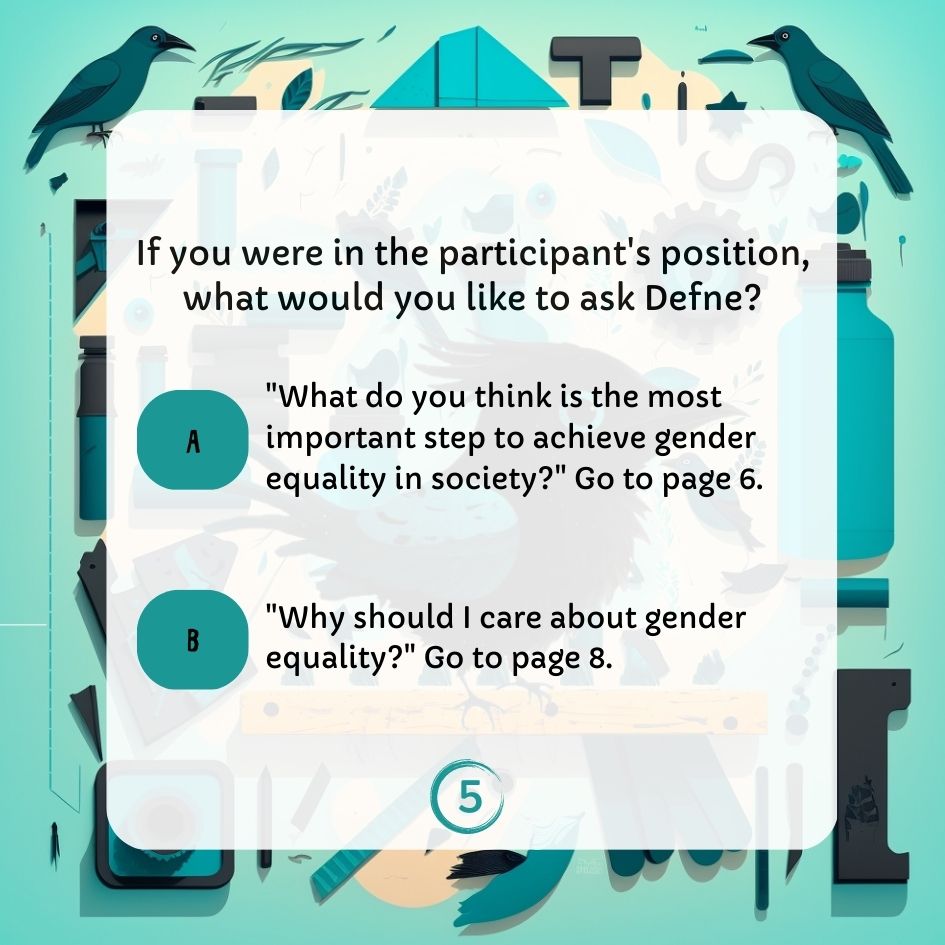 If you were in the participant's position,
what would you like to ask Defne?
A
"What do you think is the most
important step to achieve gender
equality in society?" Go to page 6.
B
"Why should I care about gender
equality?" Go to page 8.
5